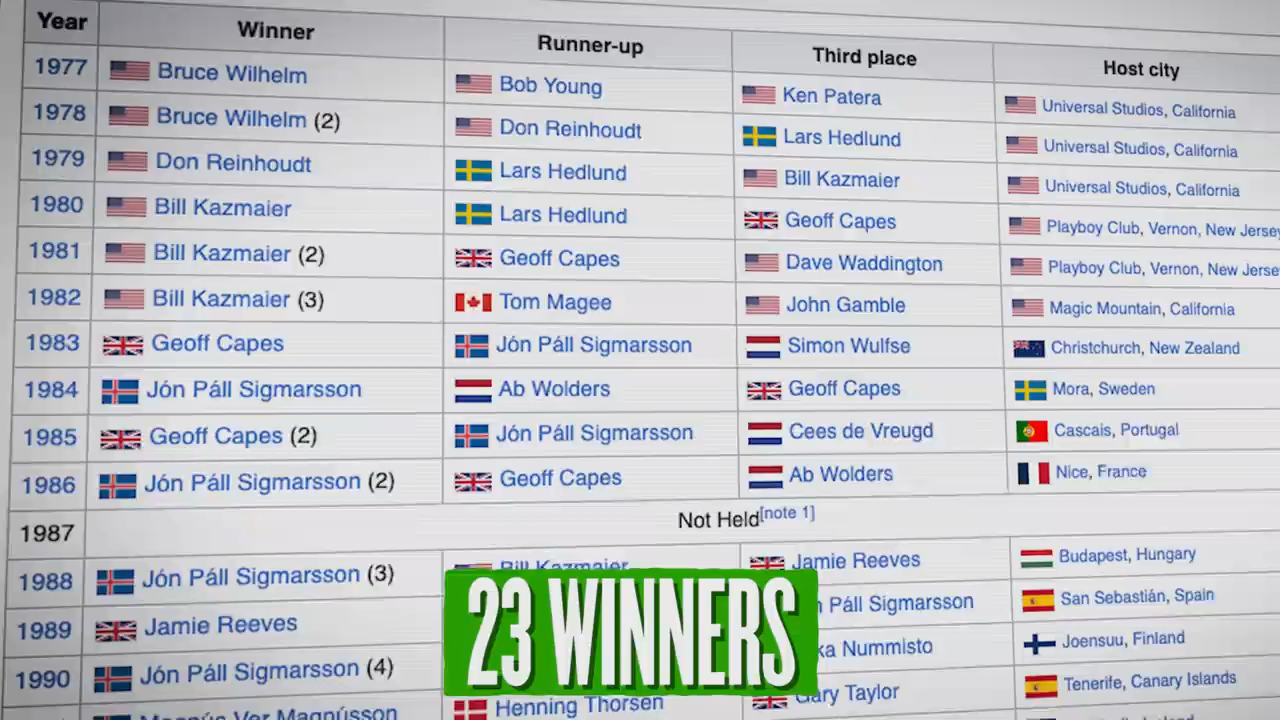 Year Winner Runner-up Third place Host city
1977 Bruce Wilhelm Bob Young Ken Patera Universal Studios, California
1978 Bruce Wilhelm (2) Don Reinhoudt Lars Hedlund Universal Studios, California
1979 Don Reinhoudt Lars Hedlund Bill Kazmaier Universal Studios, California
1980 Bill Kazmaier Lars Hedlund Geoff Capes Playboy Club, Vernon, New Jersey
1981 Bill Kazmaier (2) Geoff Capes Dave Waddington Playboy Club, Vernon, New Jerse
1982 Bill Kazmaier (3) Tom Magee John Gamble Magic Mountain, California
1983 Geoff Capes Jón Páll Sigmarsson Simon Wulfse Christchurch, New Zealand
1984 Jón Páll Sigmarsson Ab Wolders Geoff Capes Mora, Sweden
1985 Geoff Capes (2) Jón Páll Sigmarsson Cees de Vreugd Cascais, Portugal
1986 Jón Páll Sigmarsson (2) Geoff Capes Ab Wolders Nice, France
1987 Not Held[note 1]
1988 Jón Páll Sigmarsson (3) Bill Kazmaier Jamie Reeves Budapest, Hungary
1989 Jamie Reeves Páll Sigmarsson San Sebastián, Spain
1990 Jón Páll Sigmarsson (4) Nummisto Joensuu, Finland
Magnús Ver Magnússon Henning Thorsen Gary Taylor Tenerife, Canary Islands
23 WINNERS